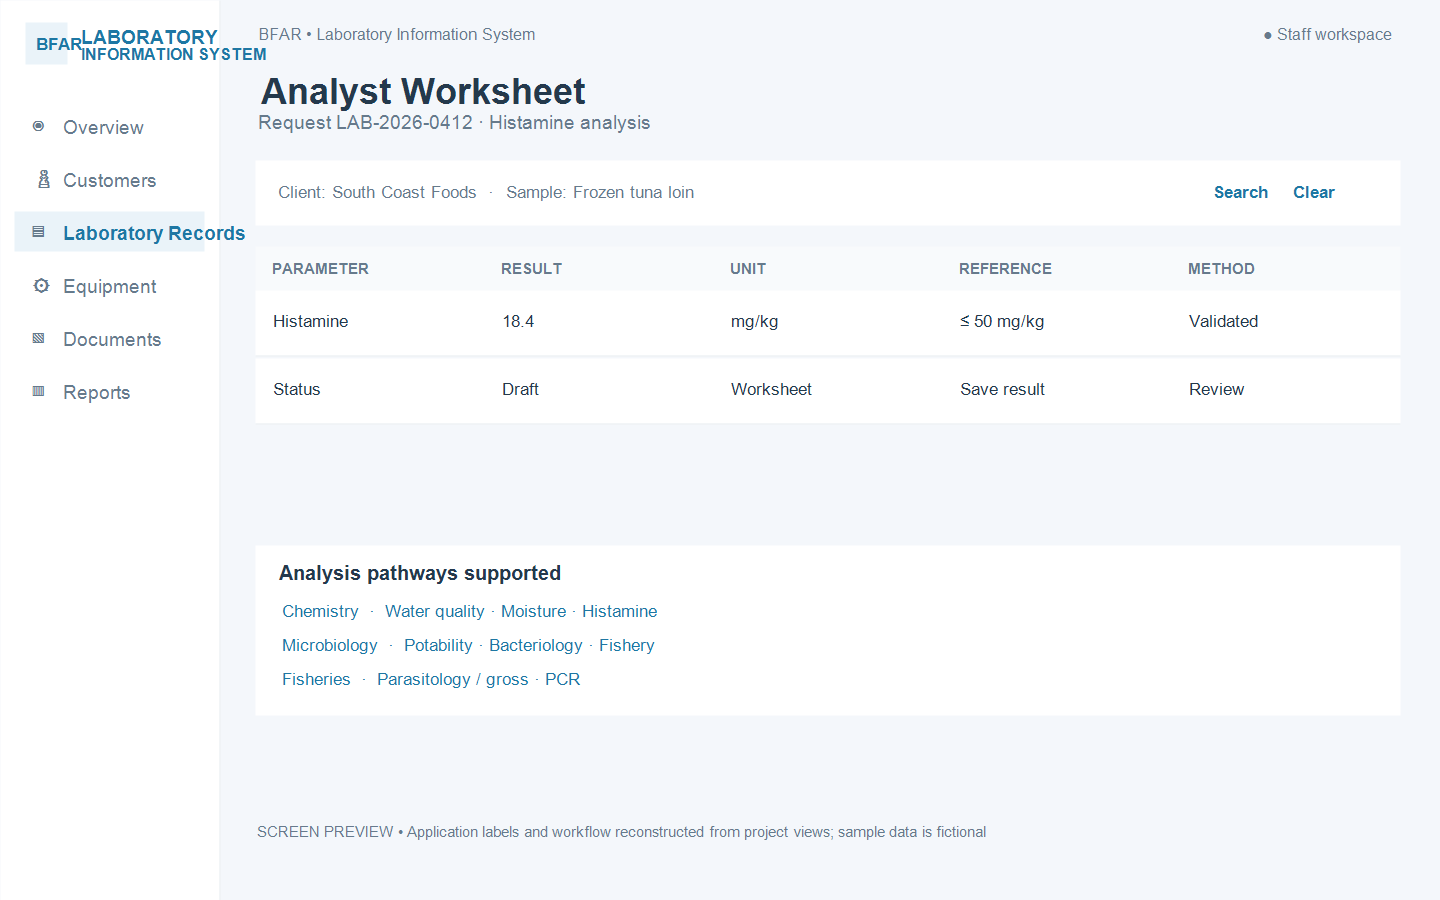 BFAR
LABORATORY
INFORMATION SYSTEM
Overview
Customers
Laboratory Records
Equipment
Documents
Reports
BFAR • Laboratory Information System
● Staff workspace
Analyst Worksheet
Request LAB-2026-0412 · Histamine analysis
Client: South Coast Foods · Sample: Frozen tuna loin
Search Clear
PARAMETER RESULT UNIT REFERENCE METHOD
Histamine 18.4 mg/kg ≤ 50 mg/kg Validated
Status Draft Worksheet Save result Review
Analysis pathways supported
Chemistry · Water quality · Moisture · Histamine
Microbiology · Potability · Bacteriology · Fishery
Fisheries · Parasitology / gross · PCR
SCREEN PREVIEW • Application labels and workflow reconstructed from project views; sample data is fictional